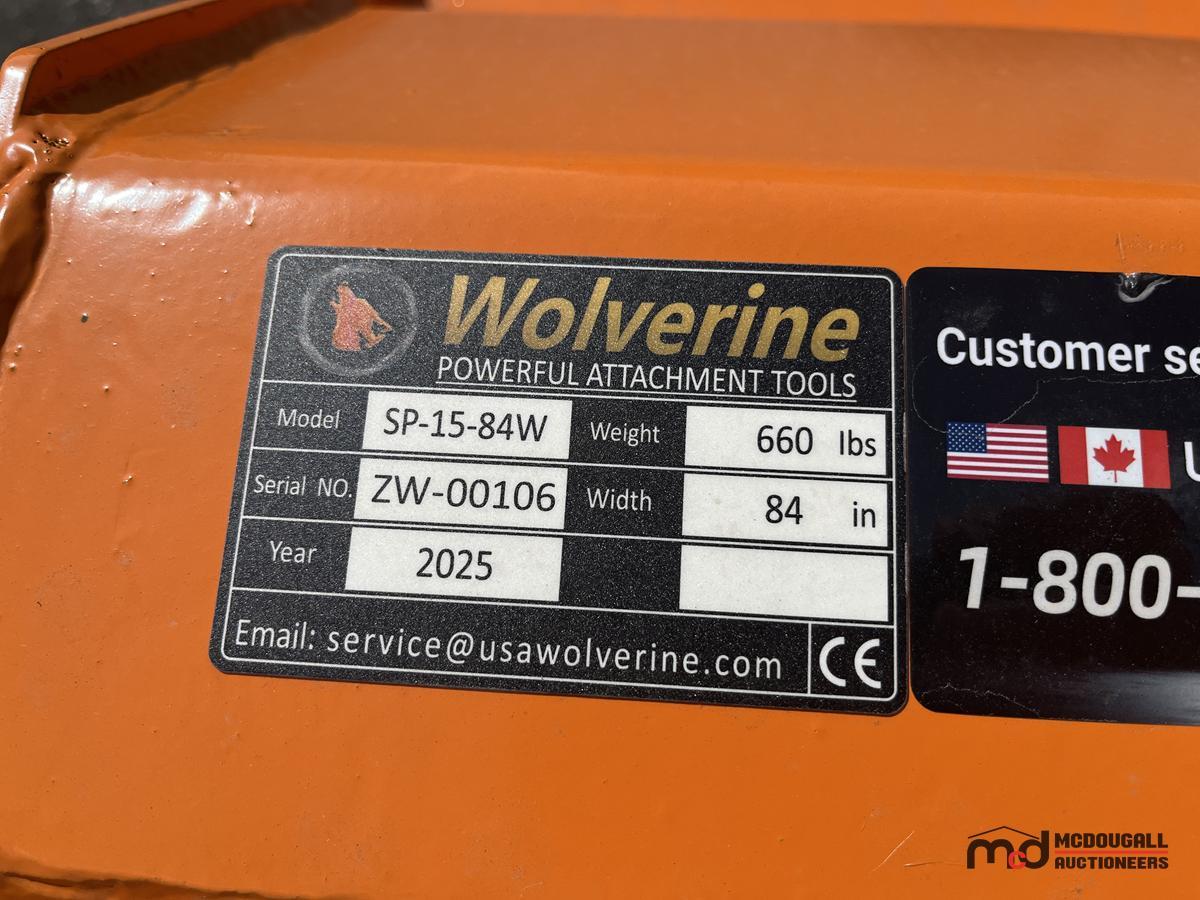 Wolverine
POWERFUL ATTACHMENT TOOLS
Model SP-15-84W Weight 660 lbs
Serial NO. ZW-00106 Width 84 in
Year 2025
Email: service@usawolverine.com CE
Customer
1-800-
mcd MCDOUGALL
AUCTIONEERS